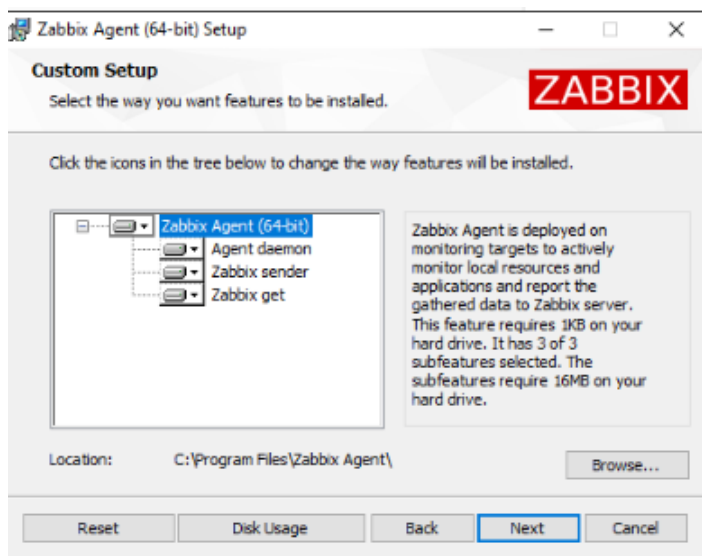 Zabbix Agent (64-bit) Setup
Custom Setup
Select the way you want features to be installed.
ZABBIX
Click the icons in the tree below to change the way features will be installed.
Zabbix Agent (64-bit)
Agent daemon
Zabbix sender
Zabbix get
Zabbix Agent is deployed on
monitoring targets to actively
monitor local resources and
applications and report the
gathered data to Zabbix server.
This feature requires 1KB on your
hard drive. It has 3 of 3
subfeatures selected. The
subfeatures require 16MB on your
hard drive.
Location: C:\Program Files\Zabbix Agent\
Browse...
Reset Disk Usage Back Next Cancel